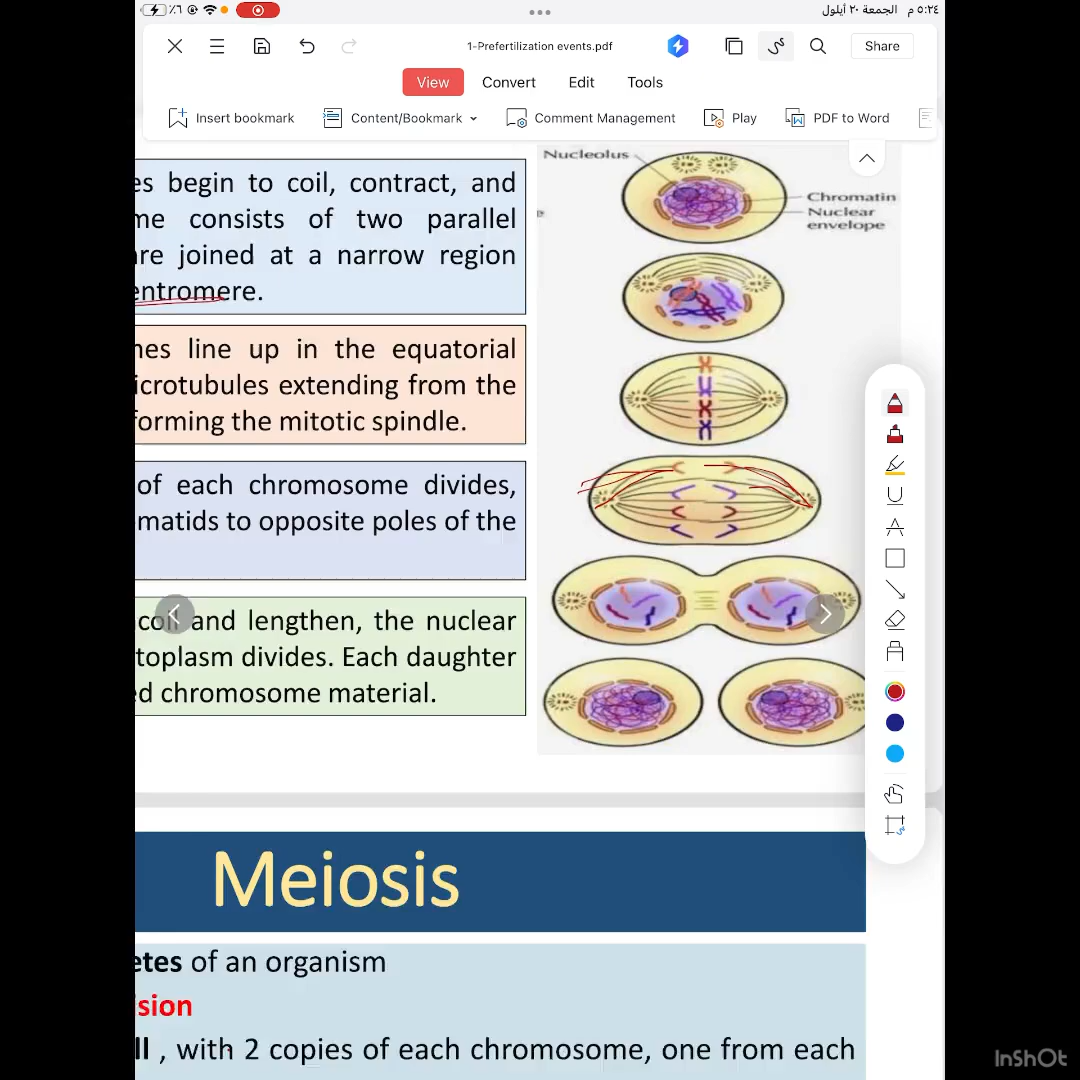 ٪٦
الجمعة ٢٠ أيلول ٥:٢٤ م
1-Prefertilization events.pdf
Share
View Convert Edit Tools
Insert bookmark Content/Bookmark Comment Management Play PDF to Word
es begin to coil, contract, and
me consists of two parallel
are joined at a narrow region
entromere.
nes line up in the equatorial
icrotubules extending from the
forming the mitotic spindle.
of each chromosome divides,
matids to opposite poles of the
coil and lengthen, the nuclear
toplasm divides. Each daughter
ed chromosome material.
Nucleolus
Chromatin
Nuclear
envelope
Meiosis
etes of an organism
sion
ll , with 2 copies of each chromosome, one from each
InShOt